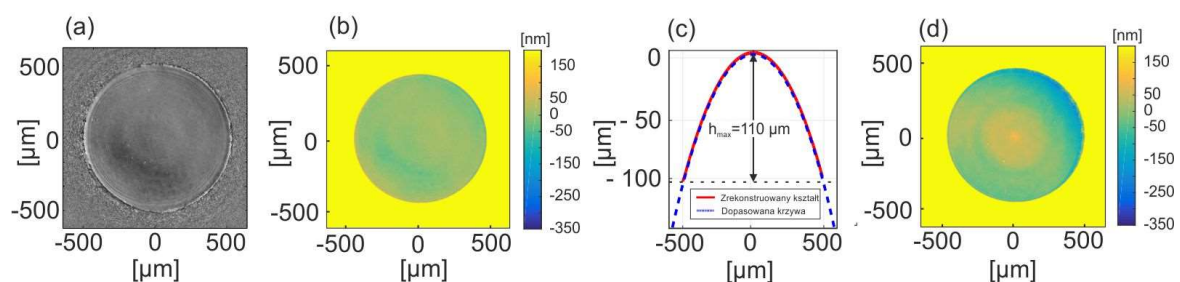 (a)
500
0
-500
[µm]
-500 0 500
[µm]
(b)
[nm]
500
0
-500
-500 0 500
[µm]
150
50
0
-50
-150
-250
-350
(c)
0
50
100
[µm]
h_max=110 µm
Zrekonstruowany kształt
Dopasowana krzywa
-500 0 500
[µm]
(d)
[nm]
500
0
-500
[µm]
-500 0 500
[µm]
150
50
0
-50
-150
-250
-350